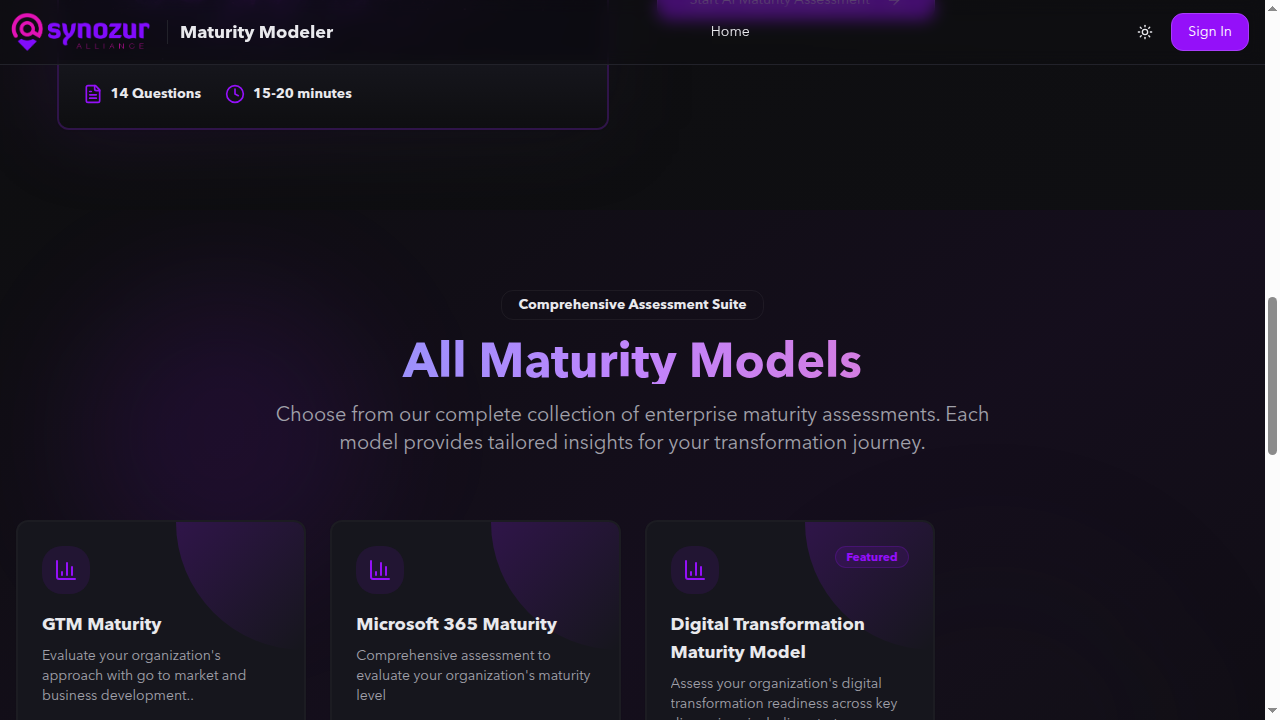 Start AI Maturity Assessment
synozur
ALLIANCE
Maturity Modeler
Home
Sign In
14 Questions
15-20 minutes
Comprehensive Assessment Suite
All Maturity Models
Choose from our complete collection of enterprise maturity assessments. Each
model provides tailored insights for your transformation journey.
GTM Maturity
Evaluate your organization's
approach with go to market and
business development..
Microsoft 365 Maturity
Comprehensive assessment to
evaluate your organization's maturity
level
Featured
Digital Transformation
Maturity Model
Assess your organization's digital
transformation readiness across key